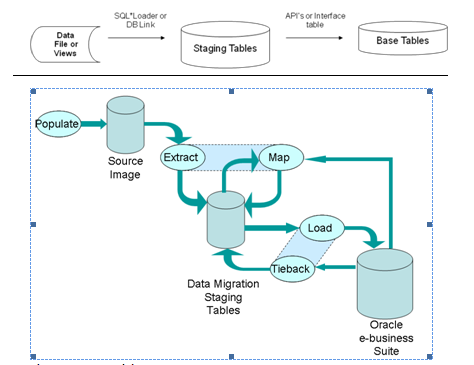 SQL*Loader or
DB Link
API's or Interface
table
Data
File or
Views
Staging Tables
Base Tables
Populate
Source
Image
Extract
Map
Load
Tieback
Data Migration
Staging
Tables
Oracle
e-business
Suite